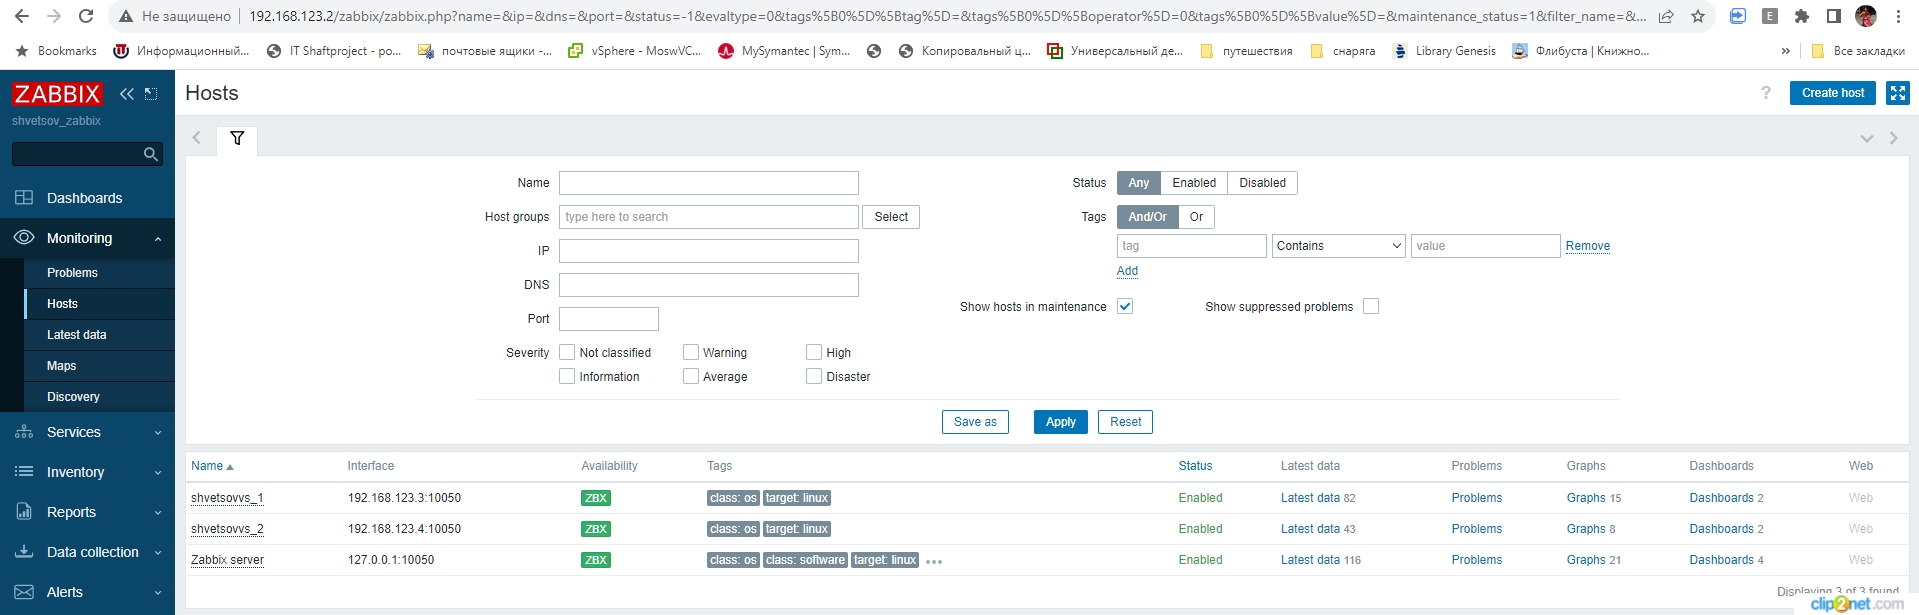 Не защищено 192.168.123.2/zabbix/zabbix.php?name=&ip=&dns=&port=&status=-1&evaltype=0&tags%5B0%5D%5Btag%5D=&tags%5B0%5D%5Boperator%5D=0&tags%5B0%5D%5Bvalue%5D=&maintenance_status=1&filter_name=&...
E
Bookmarks Информационный... IT Shaftproject - po... почтовые ящики -... vSphere - MoswVC... MySymantec | Sym... Копировальный ц... Универсальный де... путешествия снаряга Library Genesis Флибуста | Книжно... » Все закладки
ZABBIX
shvetsov_zabbix
Dashboards
Monitoring
Problems
Hosts
Latest data
Maps
Discovery
Services
Inventory
Reports
Data collection
Alerts
Hosts
? Create host
Name
Host groups type here to search Select
IP
DNS
Port
Severity Not classified Warning High
Information Average Disaster
Status Any Enabled Disabled
Tags And/Or Or
tag Contains value Remove
Add
Show hosts in maintenance Show suppressed problems
Save as Apply Reset
Name Interface Availability Tags Status Latest data Problems Graphs Dashboards Web
shvetsovvs_1 192.168.123.3:10050 ZBX class: os target: linux Enabled Latest data 82 Problems Graphs 15 Dashboards 2 Web
shvetsovvs_2 192.168.123.4:10050 ZBX class: os target: linux Enabled Latest data 43 Problems Graphs 8 Dashboards 2 Web
Zabbix server 127.0.0.1:10050 ZBX class: os class: software target: linux ••• Enabled Latest data 116 Problems Graphs 21 Dashboards 4 Web
Displaying 3 of 3 found
clip2net.com